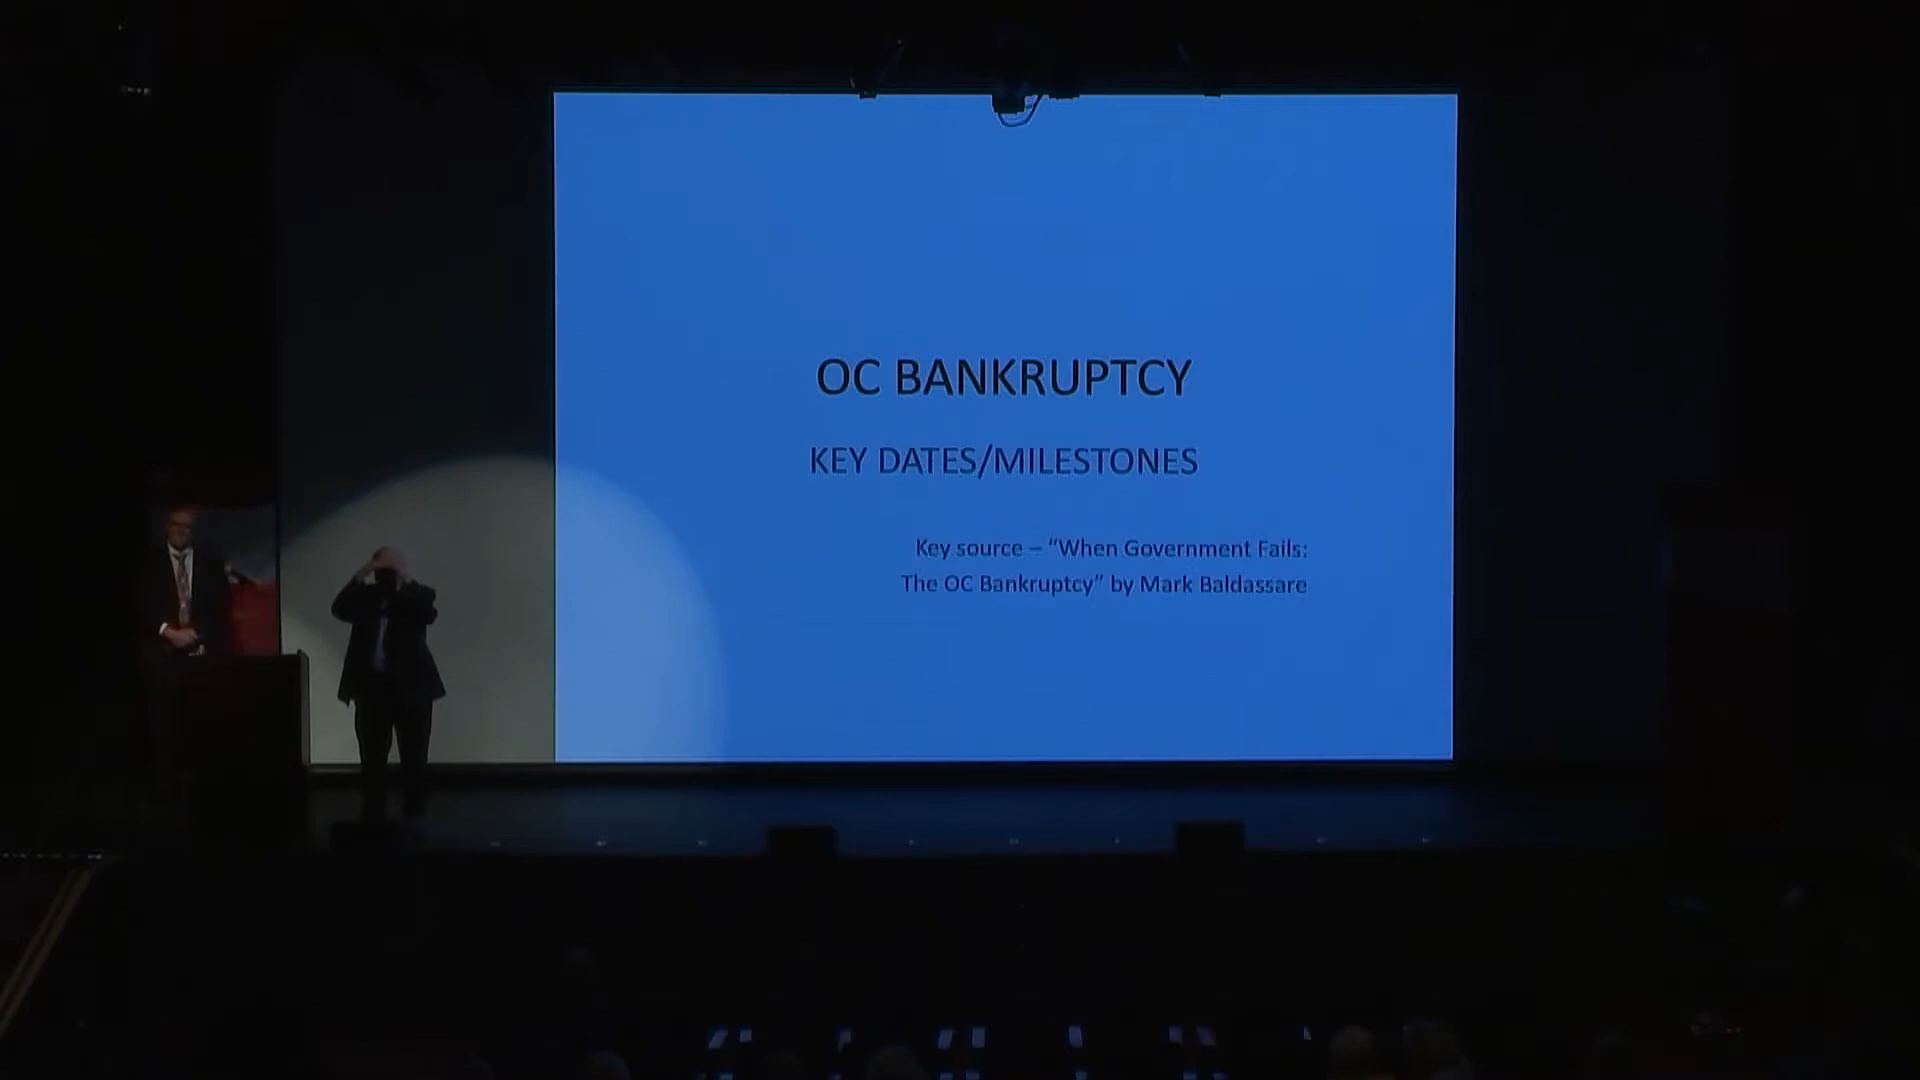 OC BANKRUPTCY
KEY DATES/MILESTONES
Key source – “When Government Fails:
The OC Bankruptcy” by Mark Baldassare